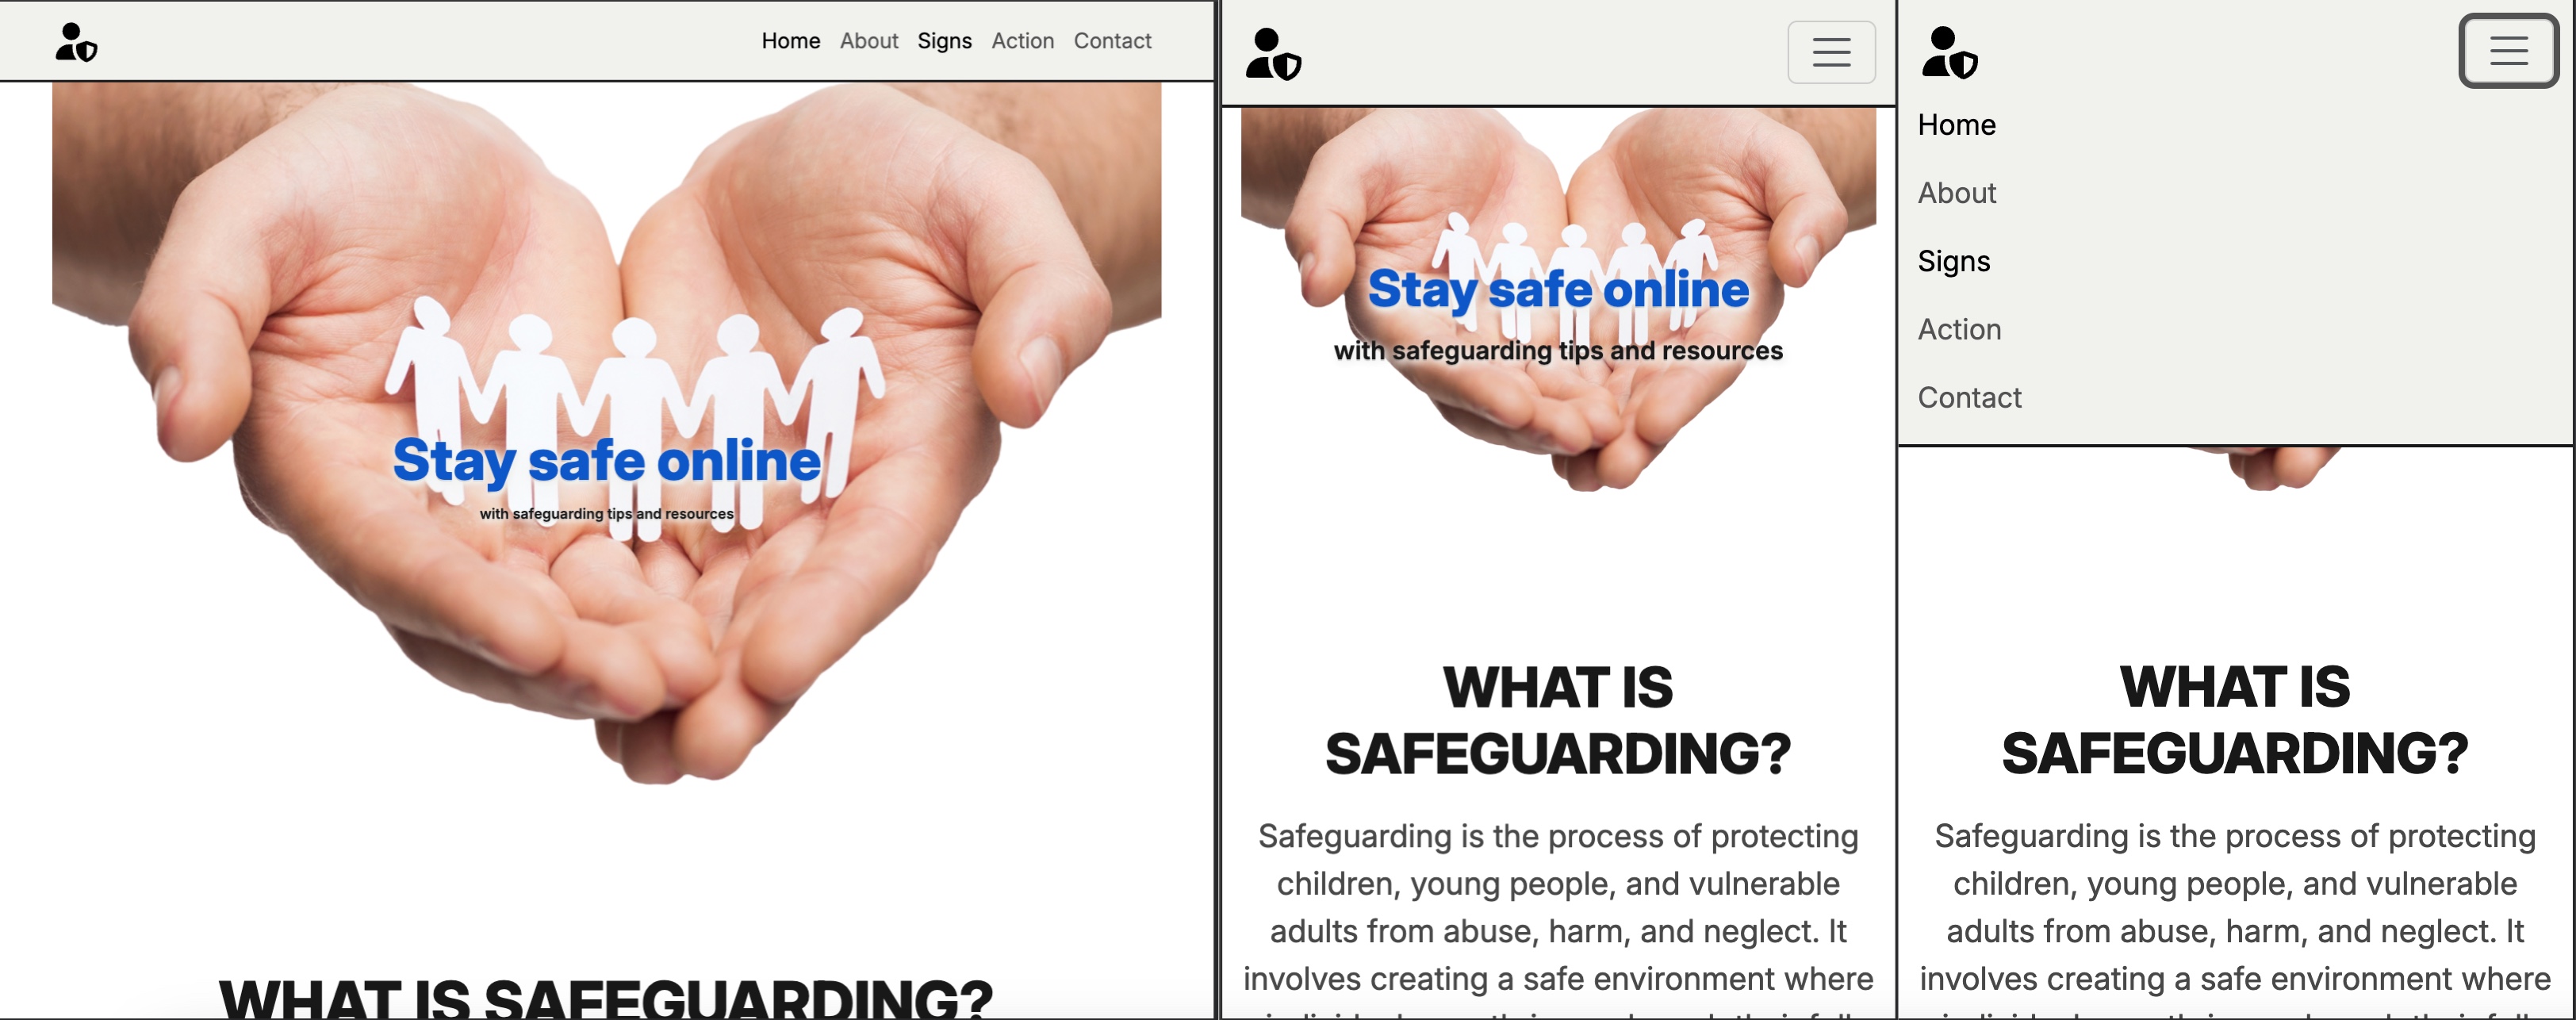 Home About Signs Action Contact
Stay safe online
with safeguarding tips and resources
WHAT IS SAFEGUARDING?
Stay safe online
with safeguarding tips and resources
WHAT IS
SAFEGUARDING?
Safeguarding is the process of protecting
children, young people, and vulnerable
adults from abuse, harm, and neglect. It
involves creating a safe environment where
Home
About
Signs
Action
Contact
WHAT IS
SAFEGUARDING?
Safeguarding is the process of protecting
children, young people, and vulnerable
adults from abuse, harm, and neglect. It
involves creating a safe environment where